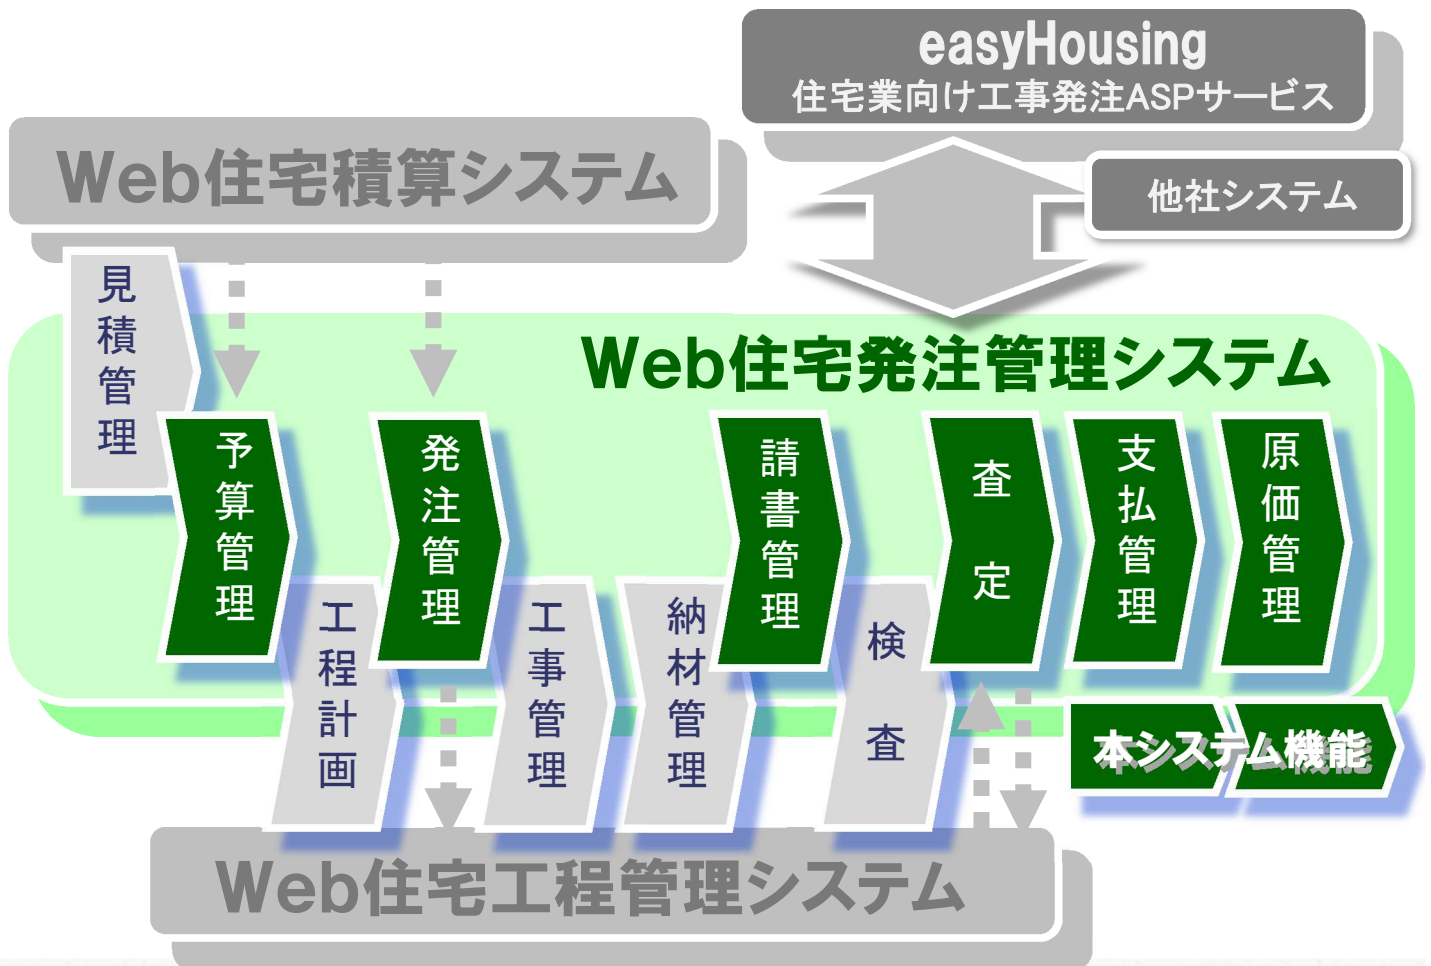 easyHousing
住宅業向け工事発注ASPサービス
Web住宅積算システム
他社システム
見積管理
Web住宅発注管理システム
予算管理
発注管理
請書管理
査定
支払管理
原価管理
工程計画
工事管理
納材管理
検査
本システム機能
Web住宅工程管理システム